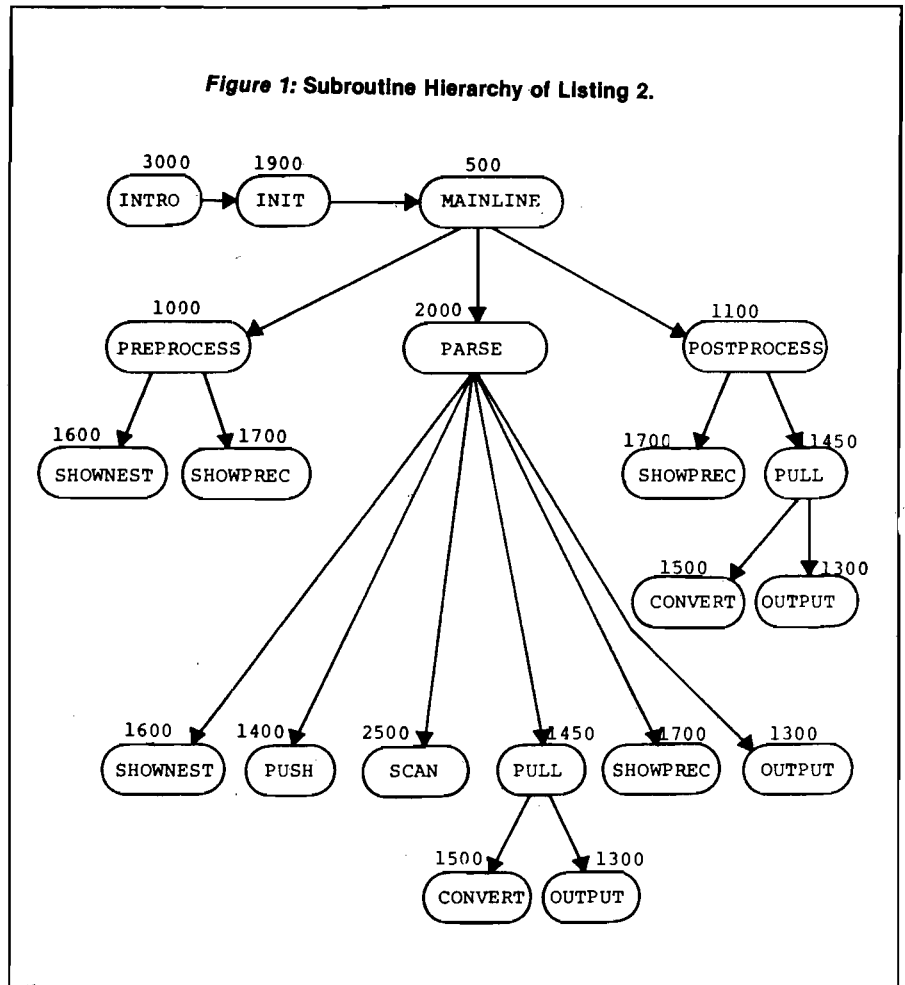 Figure 1: Subroutine Hierarchy of Listing 2.
3000 1900 500
INTRO INIT MAINLINE
1000 2000 1100
PREPROCESS PARSE POSTPROCESS
1600 1700 1700 1450
SHOWNEST SHOWPREC SHOWPREC PULL
1500 1300
CONVERT OUTPUT
1600 1400 2500 1450 1700 1300
SHOWNEST PUSH SCAN PULL SHOWPREC OUTPUT
1500 1300
CONVERT OUTPUT